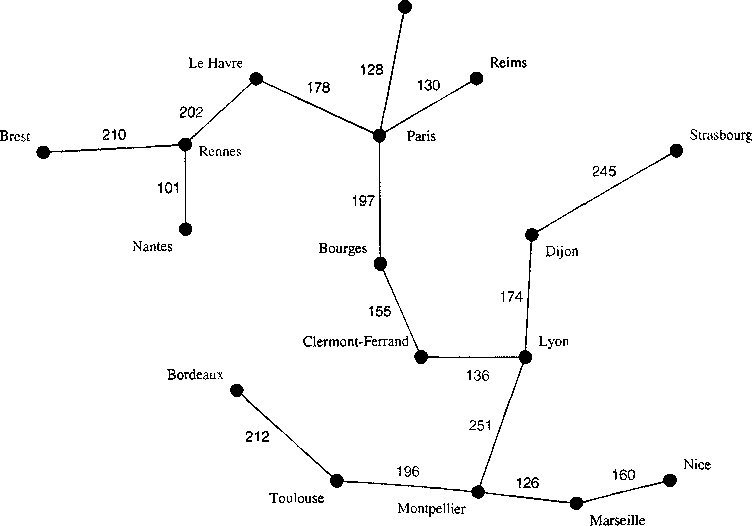 Le Havre
Reims
178
128
130
202
Brest
210
Rennes
Paris
Strasbourg
245
101
197
Nantes
Bourges
Dijon
174
155
Clermont-Ferrand
Lyon
136
Bordeaux
251
212
196
126
160
Nice
Toulouse
Montpellier
Marseille